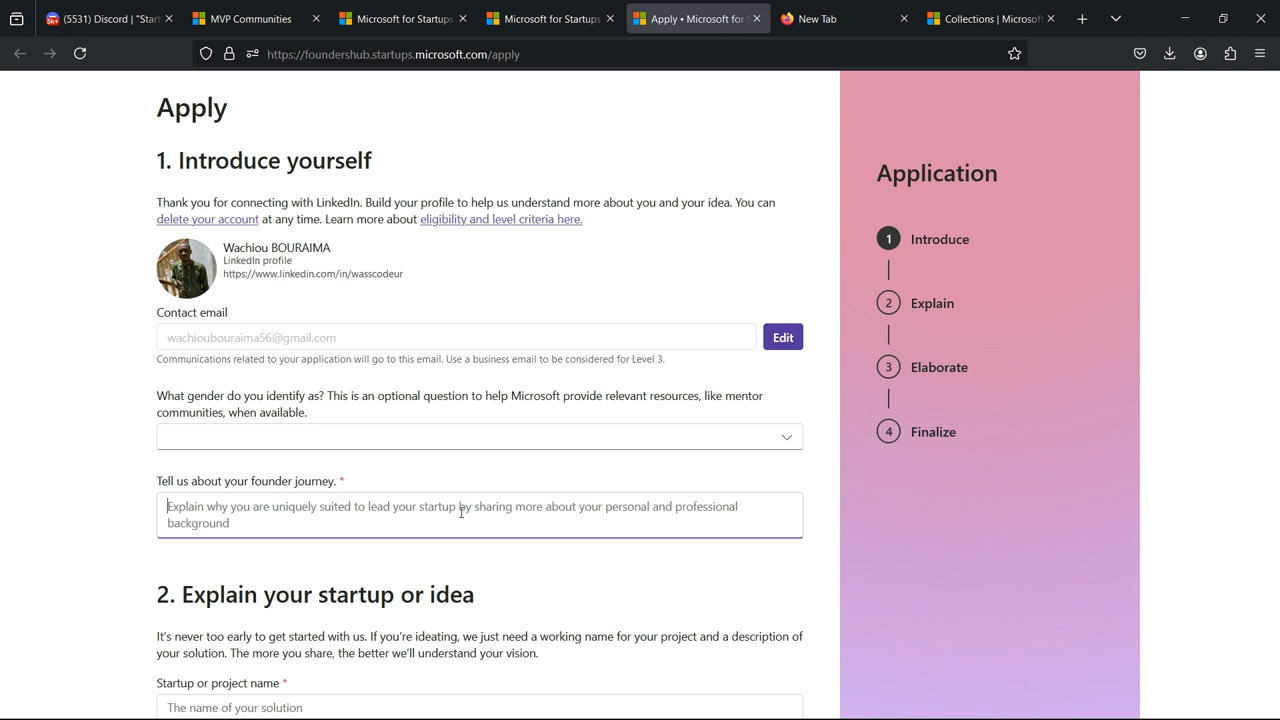 (5531) Discord | "Start
MVP Communities
Microsoft for Startups
Microsoft for Startups
Apply • Microsoft for S
New Tab
Collections | Microsoft
https://foundershub.startups.microsoft.com/apply
Apply
1. Introduce yourself
Thank you for connecting with LinkedIn. Build your profile to help us understand more about you and your idea. You can
delete your account at any time. Learn more about eligibility and level criteria here.
Wachiou BOURAIMA
LinkedIn profile
https://www.linkedin.com/in/wasscodeur
Contact email
wachioubouraima56@gmail.com
Edit
Communications related to your application will go to this email. Use a business email to be considered for Level 3.
What gender do you identify as? This is an optional question to help Microsoft provide relevant resources, like mentor
communities, when available.
Tell us about your founder journey. *
Explain why you are uniquely suited to lead your startup by sharing more about your personal and professional
background
2. Explain your startup or idea
It's never too early to get started with us. If you're ideating, we just need a working name for your project and a description of
your solution. The more you share, the better we'll understand your vision.
Startup or project name *
The name of your solution
Application
1 Introduce
2 Explain
3 Elaborate
4 Finalize